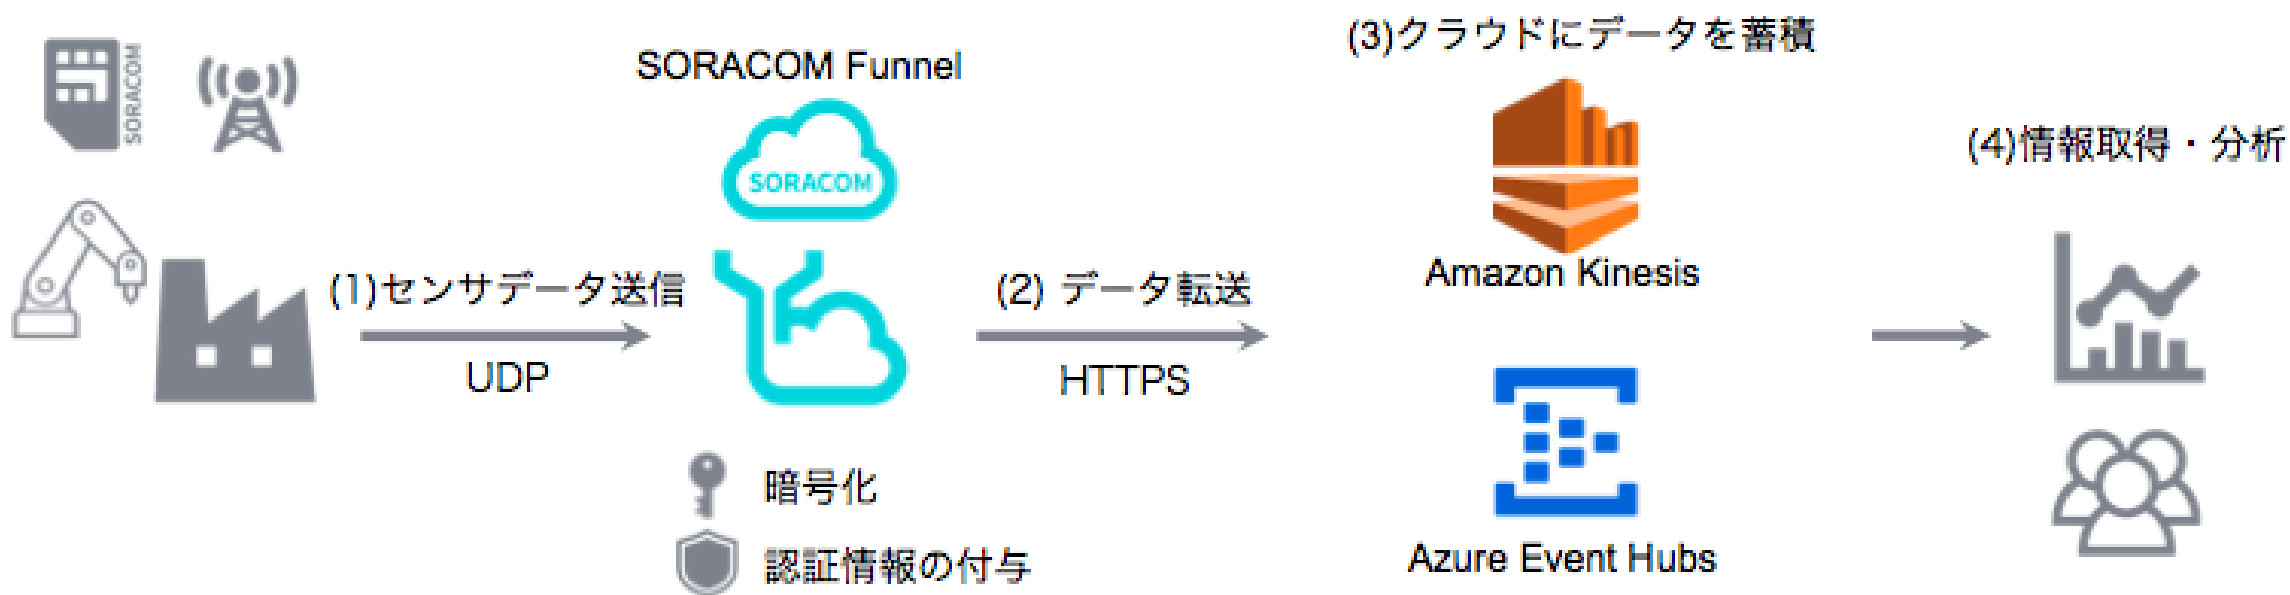 SORACOM
(1)センサデータ送信
UDP
SORACOM Funnel
SORACOM
暗号化
認証情報の付与
(2) データ転送
HTTPS
(3)クラウドにデータを蓄積
Amazon Kinesis
Azure Event Hubs
(4)情報取得・分析